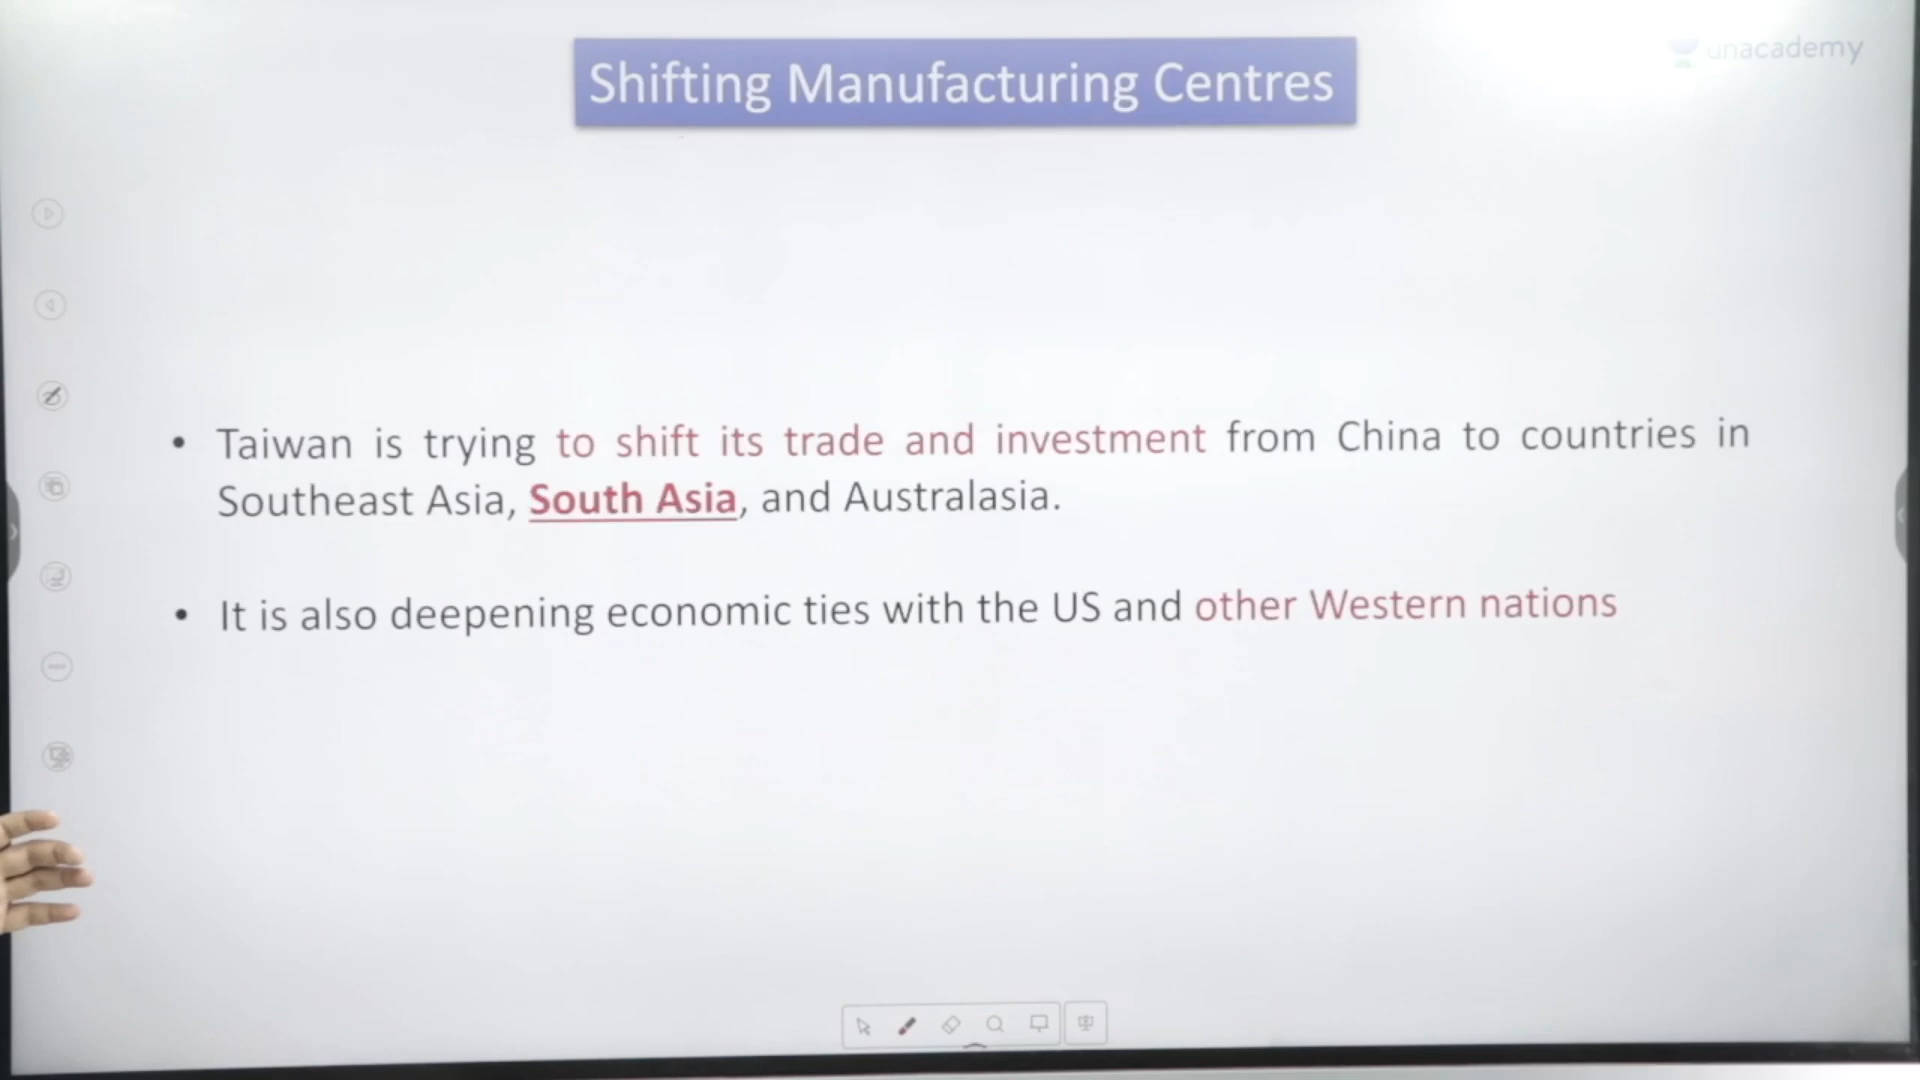 unacademy
Shifting Manufacturing Centres
• Taiwan is trying to shift its trade and investment from China to countries in
Southeast Asia, South Asia, and Australasia.
• It is also deepening economic ties with the US and other Western nations